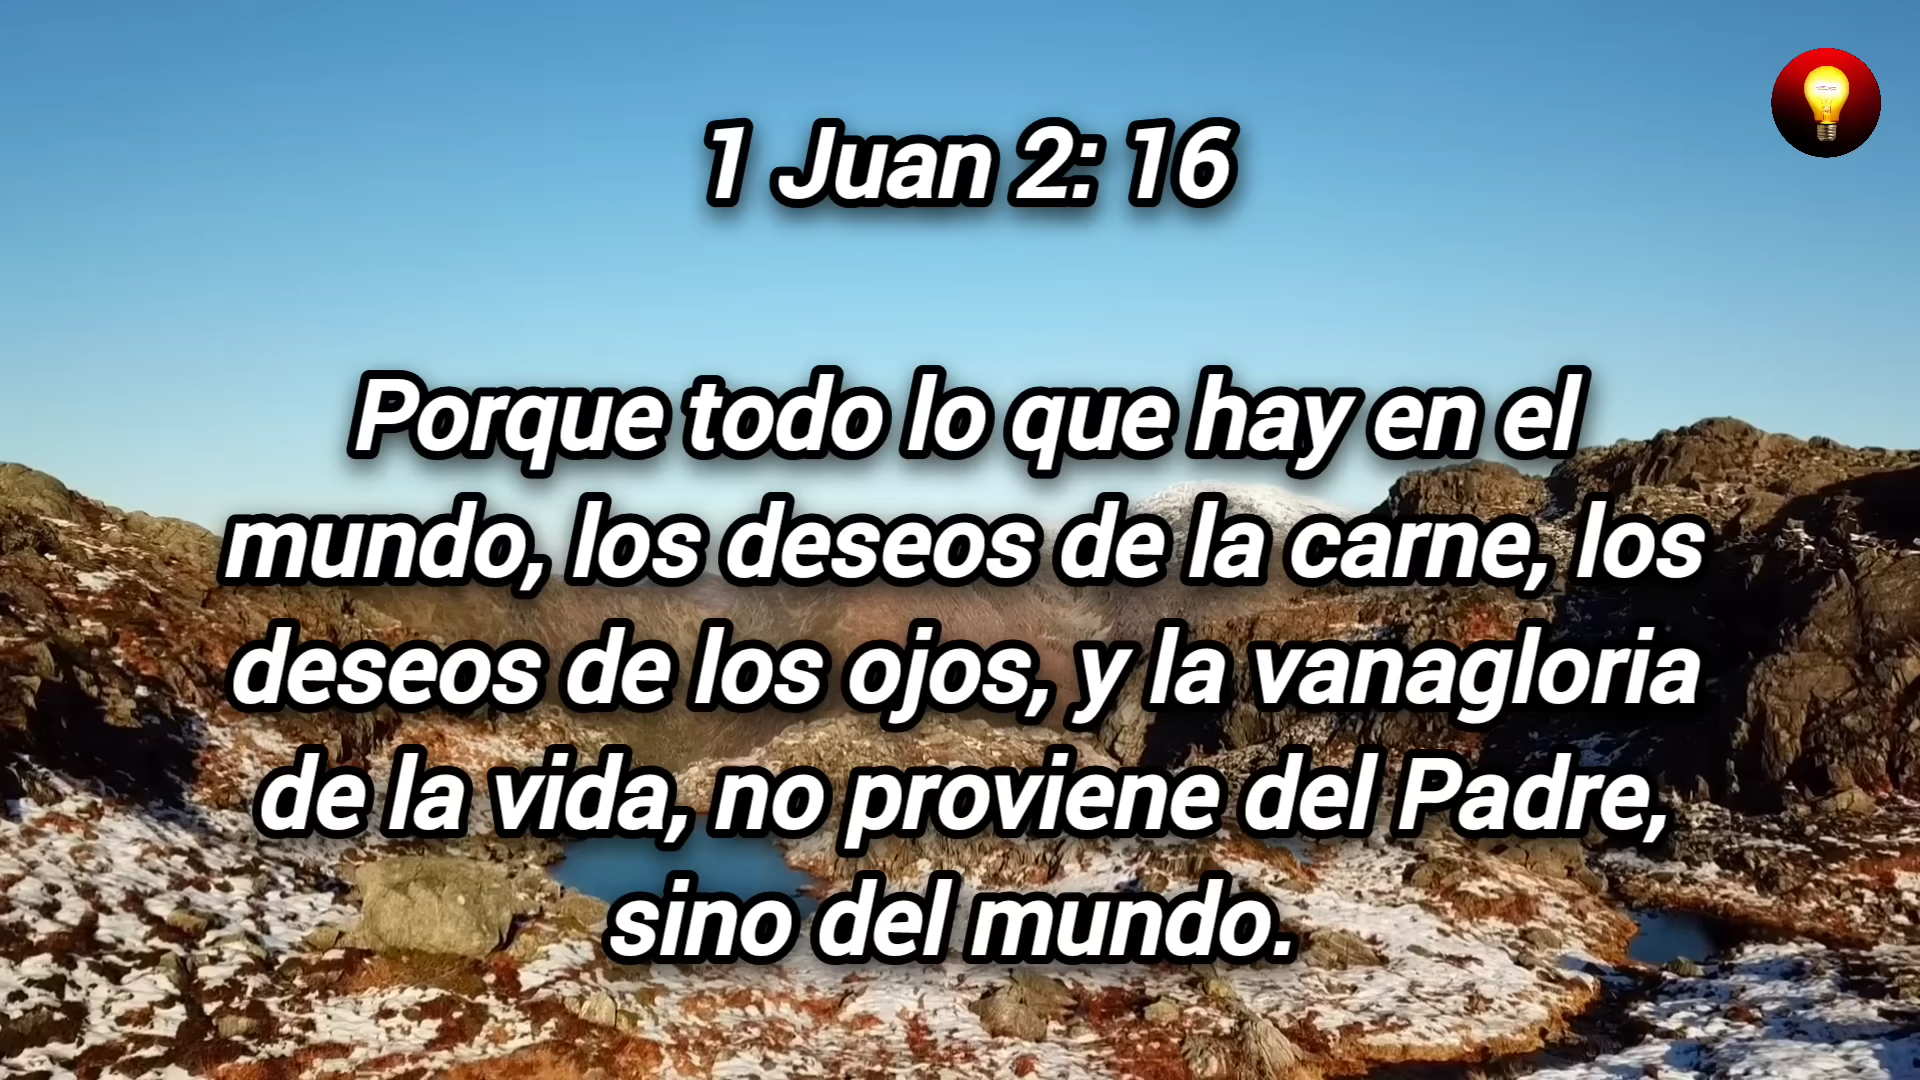 1 Juan 2: 16
Porque todo lo que hay en el
mundo, los deseos de la carne, los
deseos de los ojos, y la vanagloria
de la vida, no proviene del Padre,
sino del mundo.